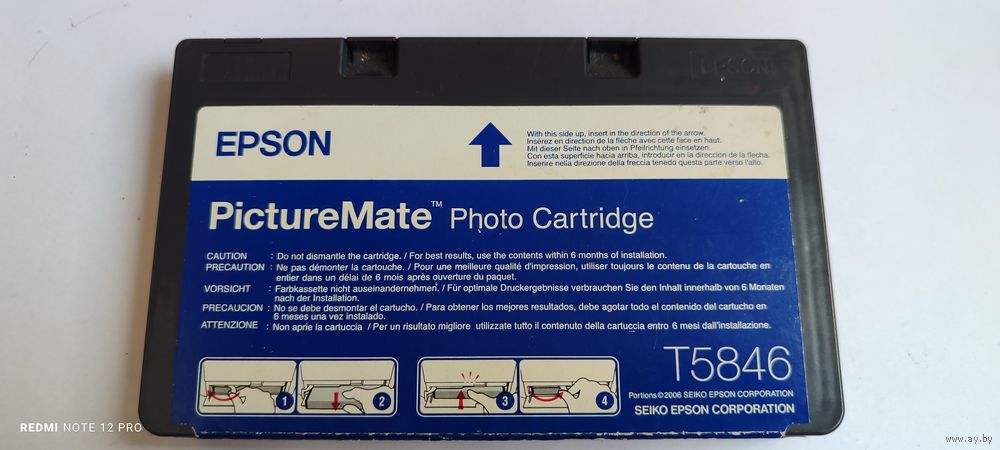 EPSON
EPSON
With this side up, insert in the direction of the arrow.
Insérez en direction de la flèche avec cette face en haut.
Mit dieser Seite nach oben in Pfeilrichtung einsetzen.
Con esta superficie hacia arriba, introducir en la direccion de la flecha.
Inserire nella direzione della freccia tenedo questa parte verso l'alto.
PictureMate™ Photo Cartridge
CAUTION : Do not dismantle the cartridge. / For best results, use the contents within 6 months of installation.
PRECAUTION : Ne pas démonter la cartouche. / Pour une meilleure qualité d'impression, utiliser toujours le contenu de la cartouche en
entier dans un délai de 6 mois après ouverture du paquet.
VORSICHT : Farbkassette nicht auseinandernehmen. / Für optimale Druckergebnisse verbrauchen Sie den Inhalt innerhalb von 6 Monaten
nach der Installation.
PRECAUCION : No se debe desmontar el cartucho. / Para obtener los mejores resultados, debe agotar todo el contenido del cartucho en
6 meses una vez instalado.
ATTENZIONE : Non aprie la cartuccia / Per un risultato migliore utilizzate tutto il contenuto della cartuccia entro 6 mesi dall'installazione.
1 2 3 4
T5846
Portions©2006 SEIKO EPSON CORPORATION
SEIKO EPSON CORPORATION
REDMI NOTE 12 PRO
www.ay.by